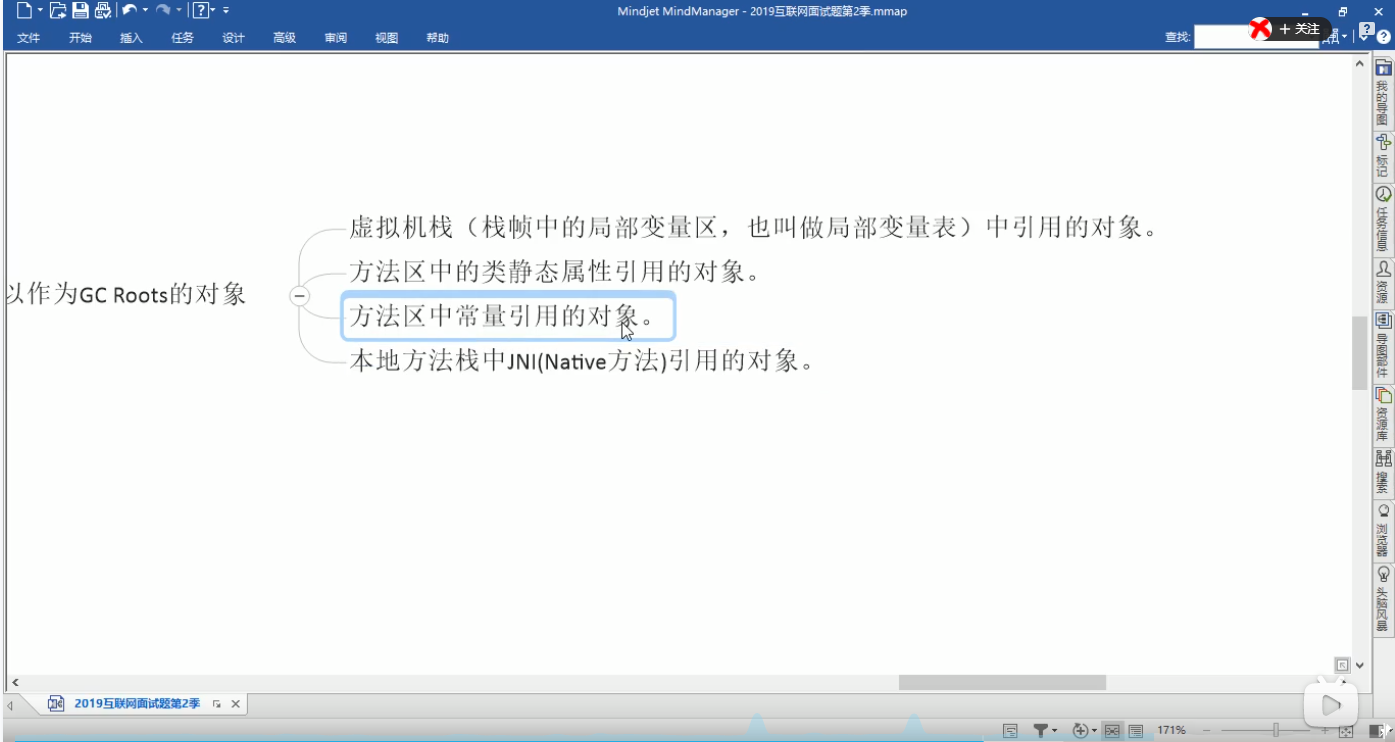 Mindjet MindManager - 2019互联网面试题第2季.mmap
文件 开始 插入 任务 设计 高级 审阅 视图 帮助 查找: + 关注
虚拟机栈（栈帧中的局部变量区，也叫做局部变量表）中引用的对象。
方法区中的类静态属性引用的对象。
以作为GC Roots的对象
方法区中常量引用的对象。
本地方法栈中JNI(Native方法)引用的对象。
我的导图
标记
任务信息
资源
导图部件
资源库
搜索
浏览器
头脑风暴
2019互联网面试题第2季
171%